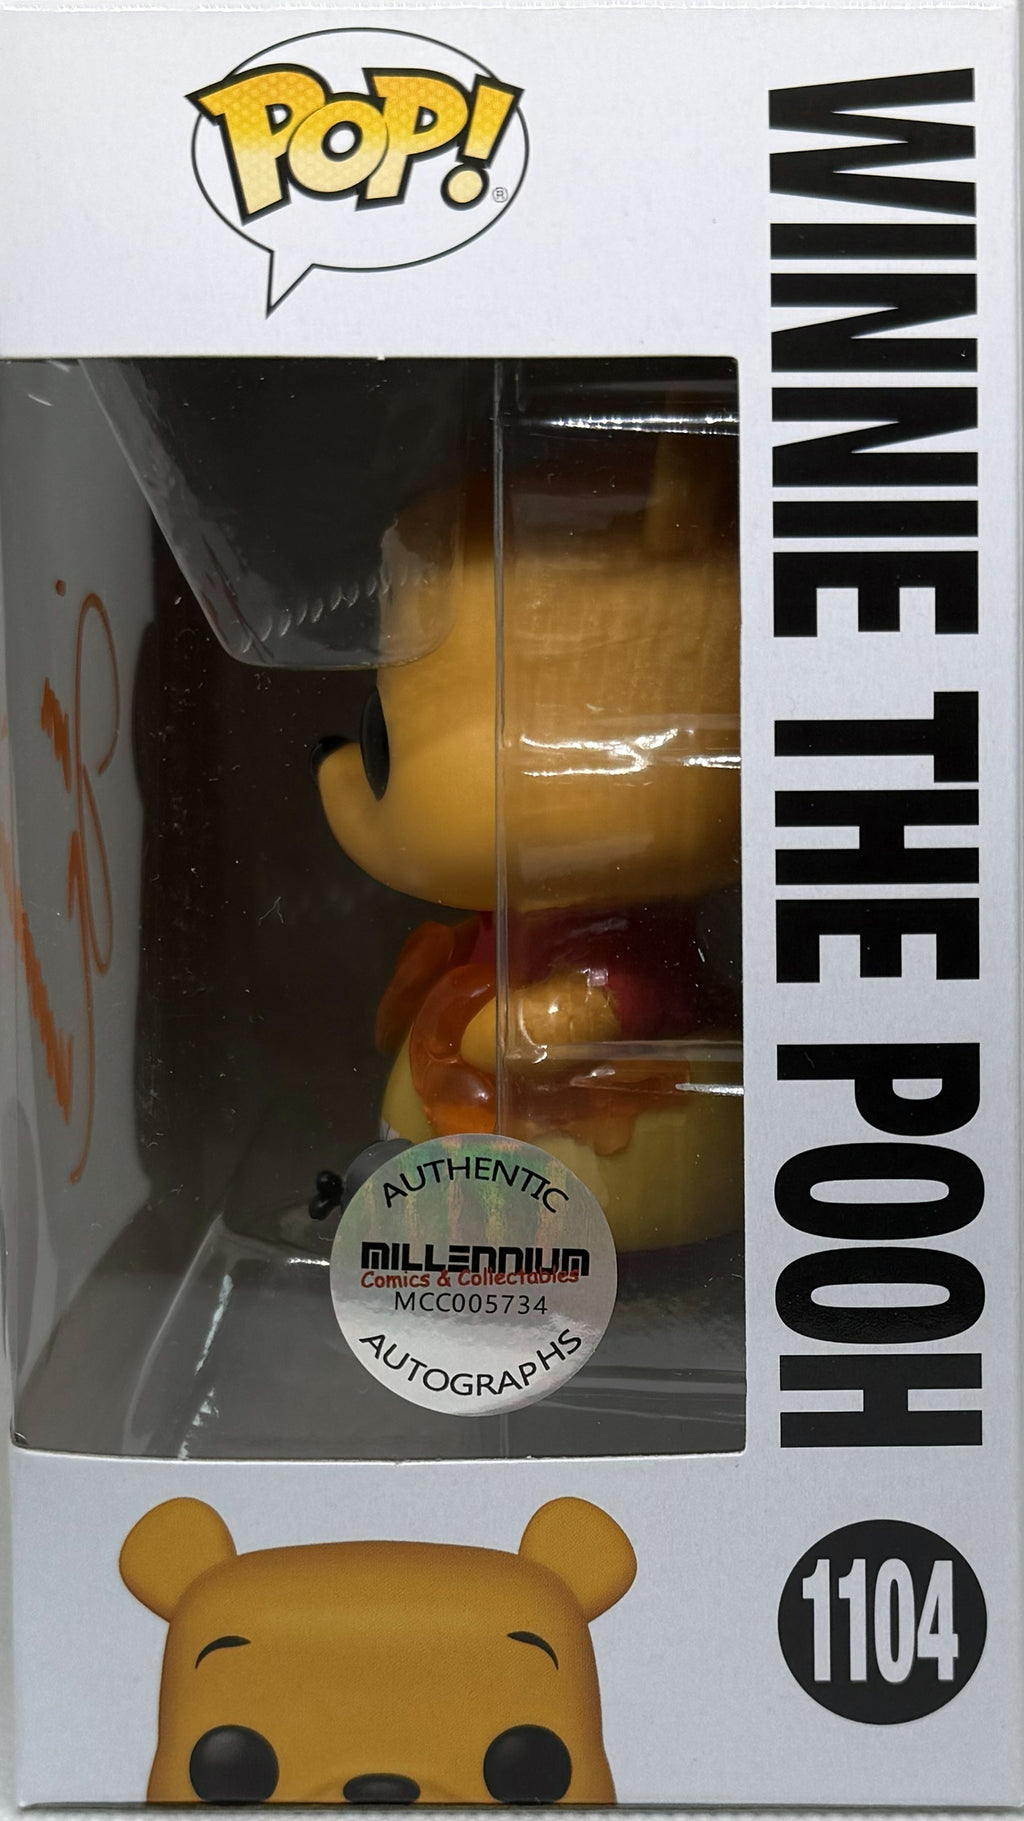 POP!®
WINNIE THE POOH
AUTHENTIC
MILLENNIUM
Comics & Collectables
MCC005734
AUTOGRAPHS
1104